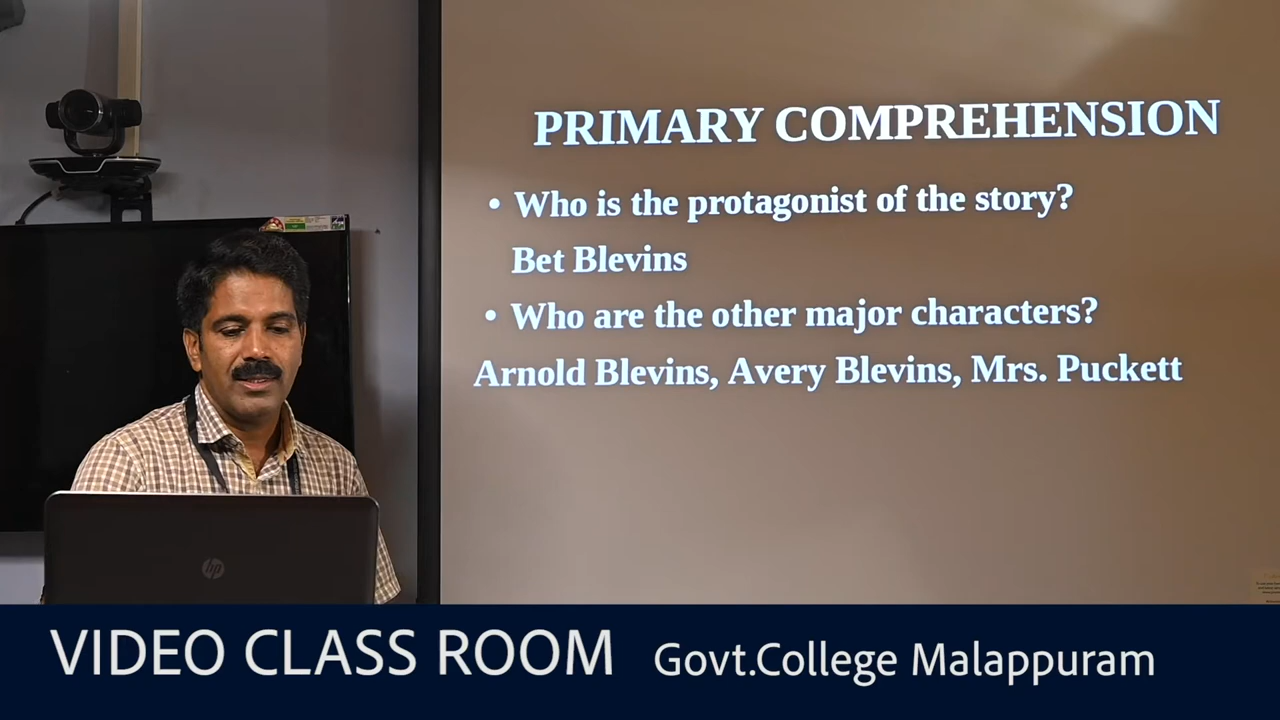 PRIMARY COMPREHENSION
• Who is the protagonist of the story?
Bet Blevins
• Who are the other major characters?
Arnold Blevins, Avery Blevins, Mrs. Puckett
hp
VIDEO CLASS ROOM Govt.College Malappuram